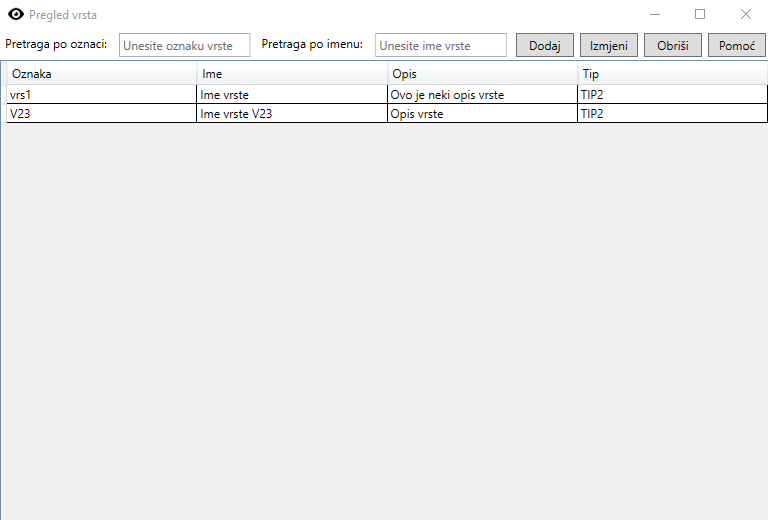 Pregled vrsta
Pretraga po oznaci: Unesite oznaku vrste Pretraga po imenu: Unesite ime vrste Dodaj Izmjeni Obriši Pomoć
Oznaka Ime Opis Tip
vrs1 Ime vrste Ovo je neki opis vrste TIP2
V23 Ime vrste V23 Opis vrste TIP2